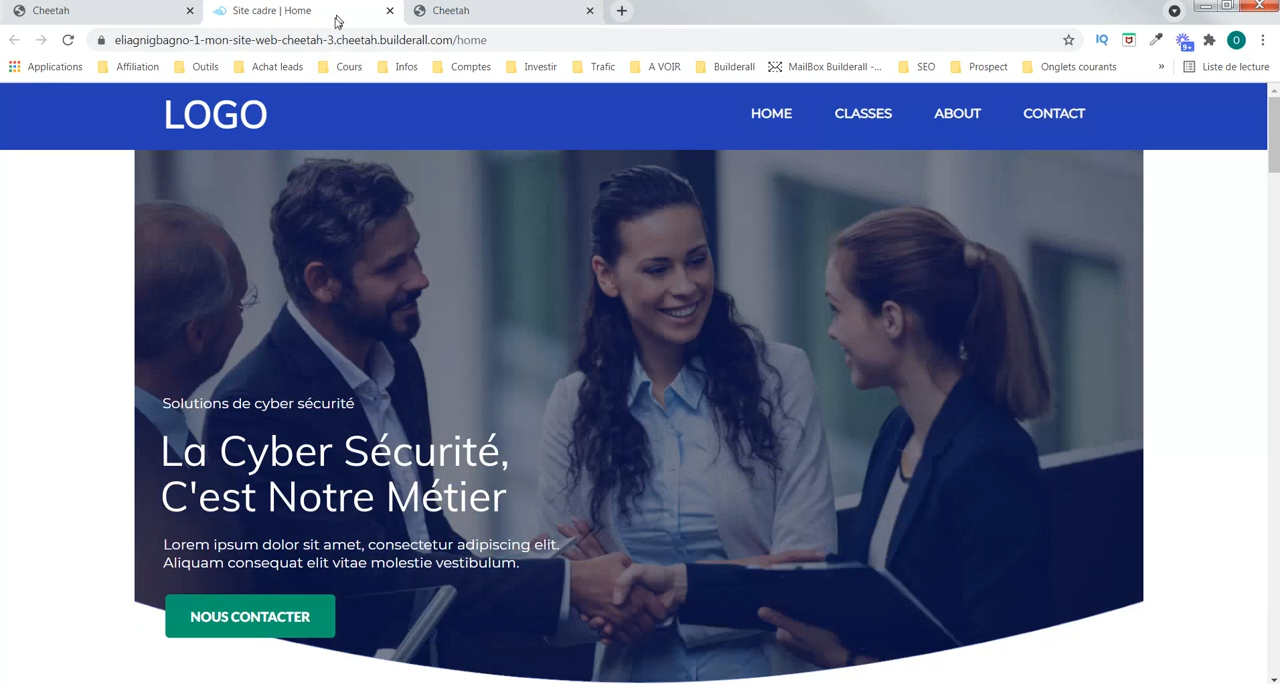 Cheetah
Site cadre | Home
Cheetah
eliagnigbagno-1-mon-site-web-cheetah-3.cheetah.builderall.com/home
IQ
9+
O
Applications
Affiliation
Outils
Achat leads
Cours
Infos
Comptes
Investir
Trafic
A VOIR
Builderall
MailBox Builderall -...
SEO
Prospect
Onglets courants
»
Liste de lecture
LOGO
HOME
CLASSES
ABOUT
CONTACT
Solutions de cyber sécurité
La Cyber Sécurité,
C'est Notre Métier
Lorem ipsum dolor sit amet, consectetur adipiscing elit.
Aliquam consequat elit vitae molestie vestibulum.
NOUS CONTACTER